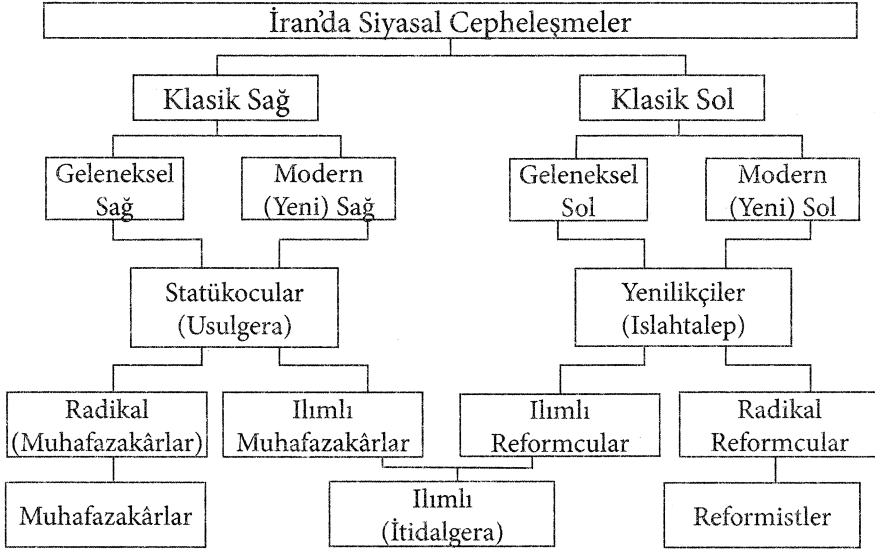 İran'da Siyasal Cepheleşmeler
Klasik Sağ
Klasik Sol
Geleneksel
Sağ
Modern
(Yeni) Sağ
Geleneksel
Sol
Modern
(Yeni) Sol
Statükocular
(Usulgera)
Yenilikçiler
(Islahtalep)
Radikal
(Muhafazakârlar)
Ilımlı
Muhafazakârlar
Ilımlı
Reformcular
Radikal
Reformcular
Muhafazakârlar
Ilımlı
(İtidalgera)
Reformistler